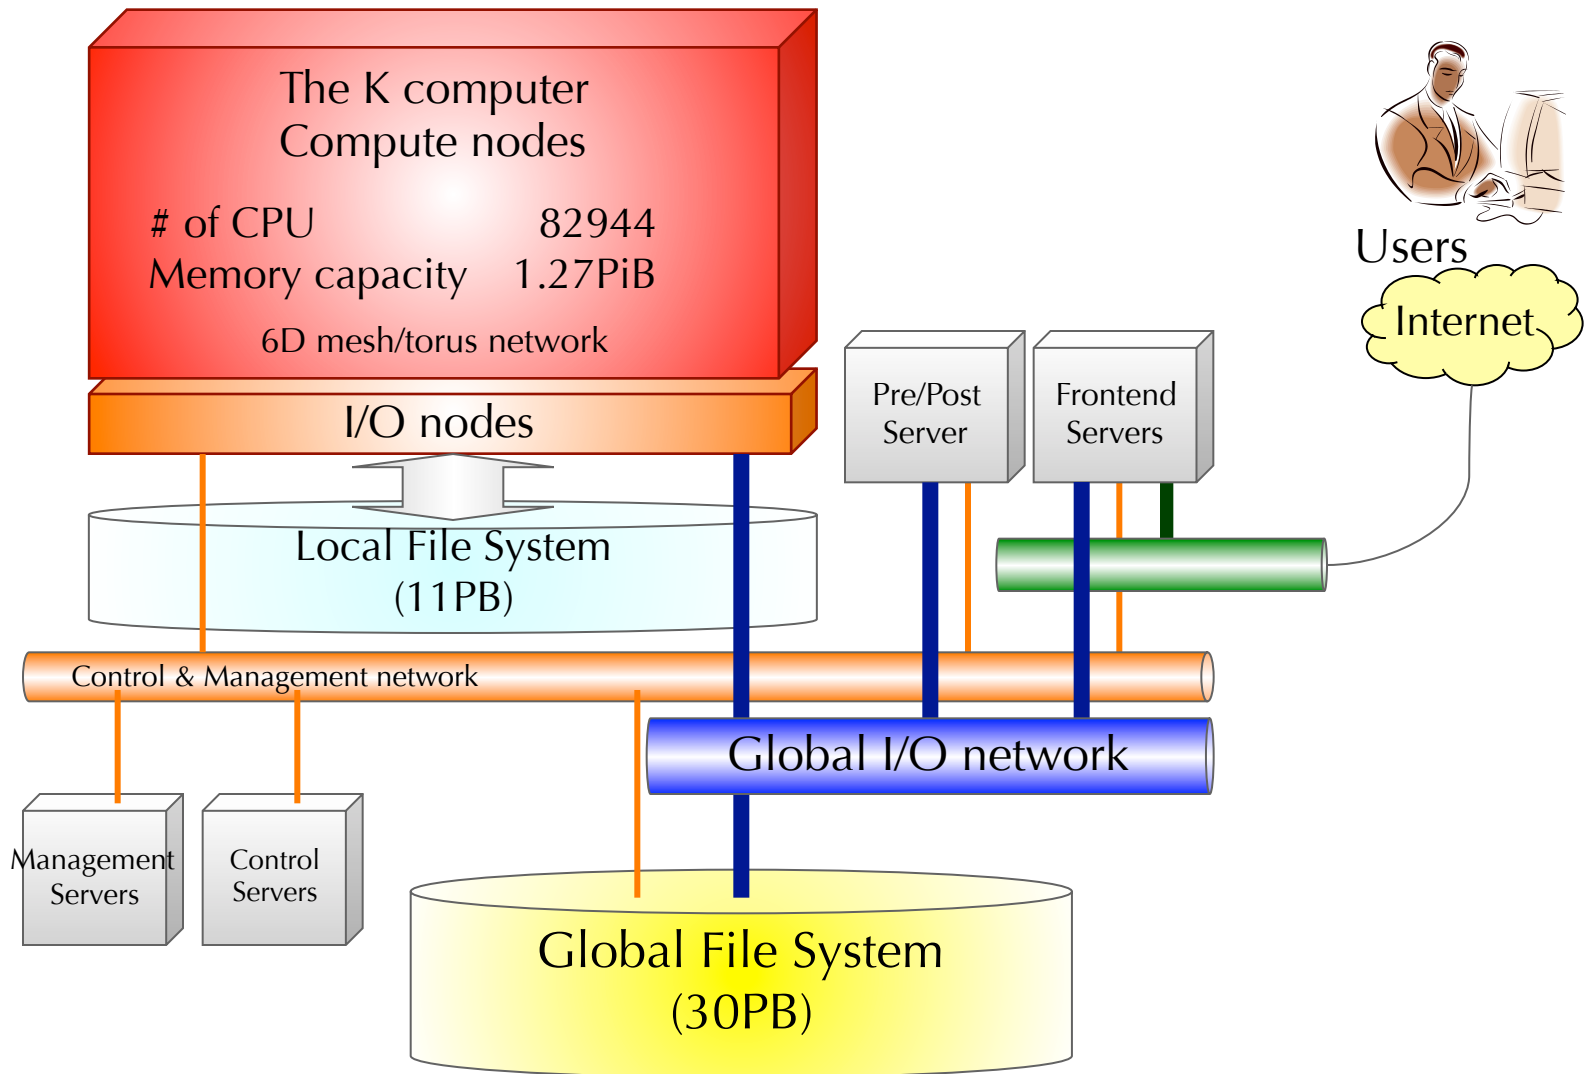 The K computer
Compute nodes
# of CPU 82944
Memory capacity 1.27PiB
6D mesh/torus network
I/O nodes
Local File System
(11PB)
Users
Internet
Pre/Post
Server
Frontend
Servers
Control & Management network
Global I/O network
Management
Servers
Control
Servers
Global File System
(30PB)